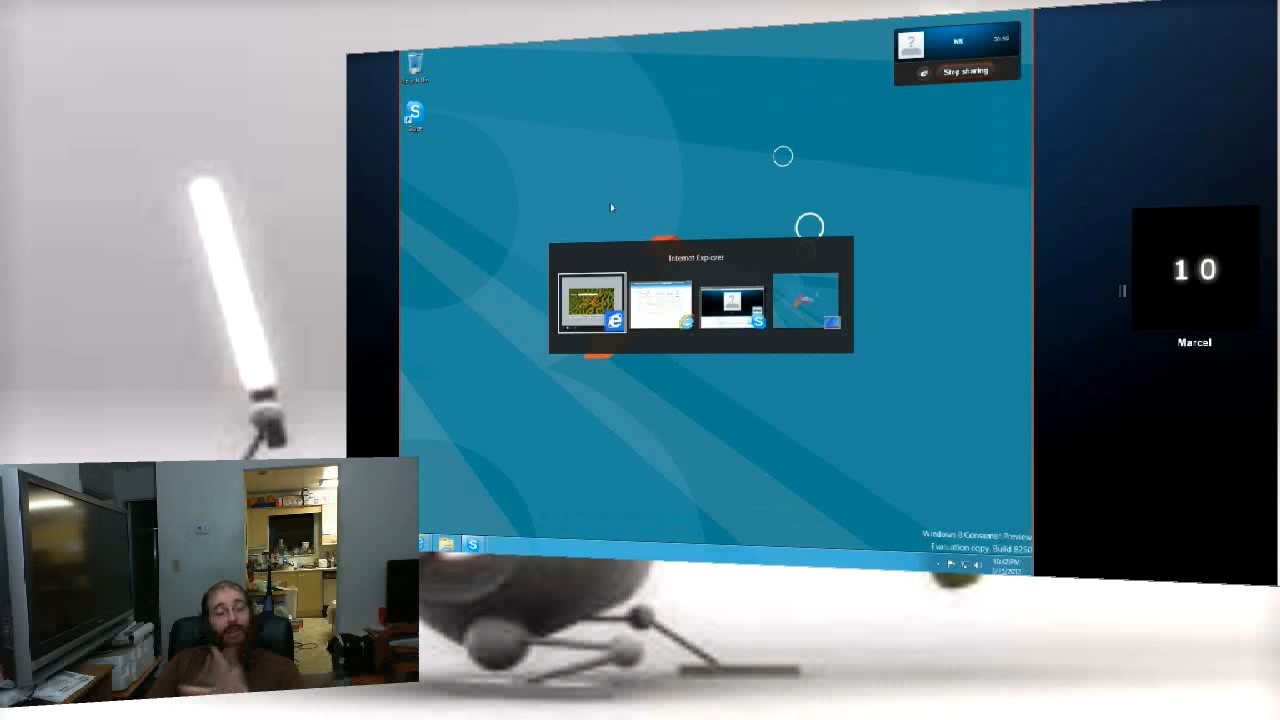 Stop sharing
Internet Explorer
10
Marcel
Windows 8 Consumer Preview
Evaluation copy. Build 8250